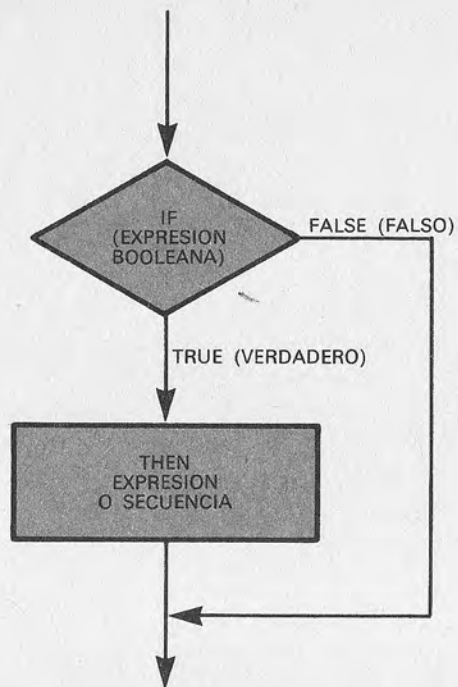 IF
(EXPRESION
BOOLEANA)
FALSE (FALSO)
TRUE (VERDADERO)
THEN
EXPRESION
O SECUENCIA